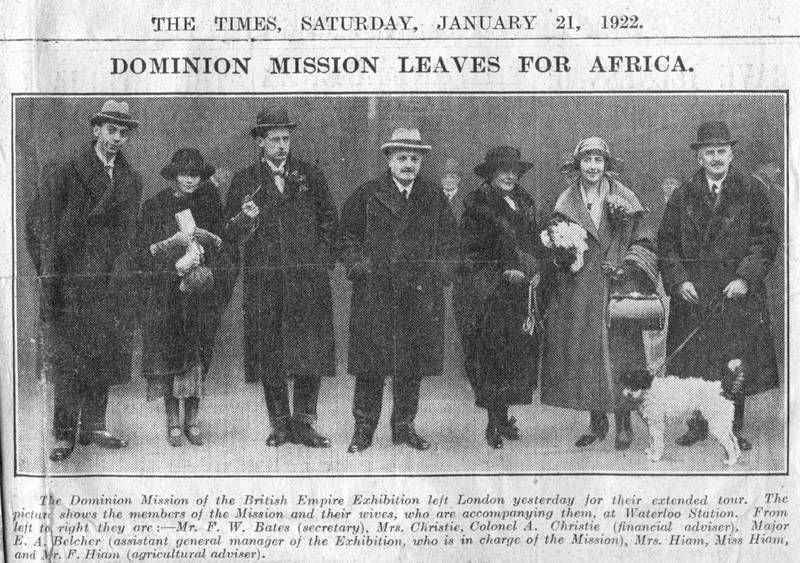 THE TIMES, SATURDAY, JANUARY 21, 1922.
DOMINION MISSION LEAVES FOR AFRICA.
The Dominion Mission of the British Empire Exhibition left London yesterday for their extended tour. The
picture shows the members of the Mission and their wives, who are accompanying them, at Waterloo Station. From
left to right they are :—Mr. F. W. Bates (secretary), Mrs. Christie, Colonel A. Christie (financial adviser), Major
E. A. Belcher (assistant general manager of the Exhibition, who is in charge of the Mission), Mrs. Hiam, Miss Hiam,
and Mr. F. Hiam (agricultural adviser).